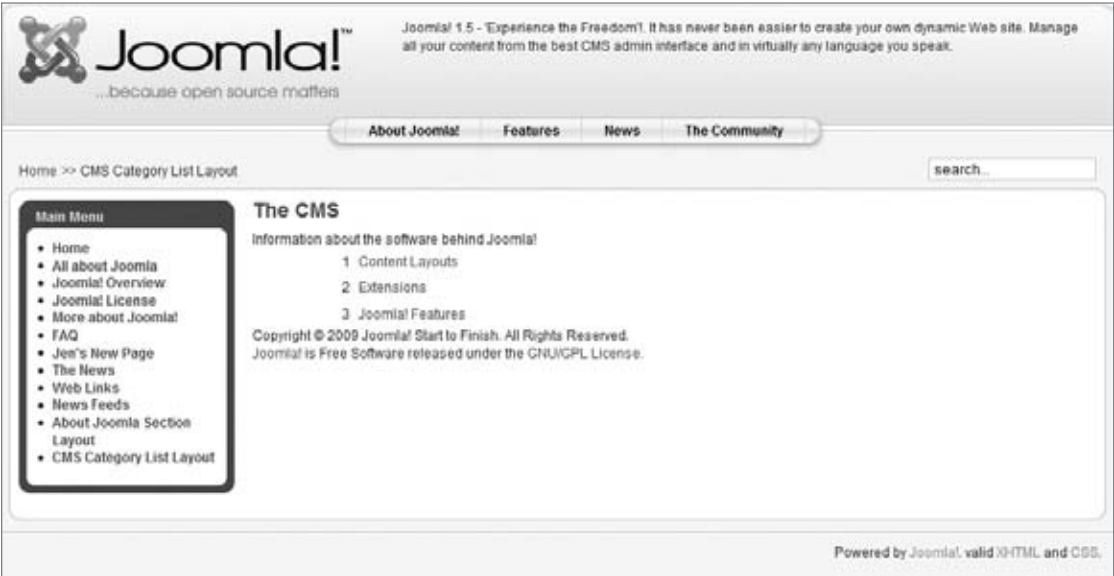 Joomla!™
...because open source matters
Joomla! 1.5 - 'Experience the Freedom'!. It has never been easier to create your own dynamic Web site. Manage
all your content from the best CMS admin interface and in virtually any language you speak.
About Joomla!
Features
News
The Community
Home >> CMS Category List Layout
search...
Main Menu
Home
All about Joomla
Joomla! Overview
Joomla! License
More about Joomla!
FAQ
Jen's New Page
The News
Web Links
News Feeds
About Joomla Section
Layout
CMS Category List Layout
The CMS
Information about the software behind Joomla!
1 Content Layouts
2 Extensions
3 Joomla! Features
Copyright © 2009 Joomla! Start to Finish. All Rights Reserved.
Joomla! is Free Software released under the GNU/GPL License.
Powered by Joomla!. valid XHTML and CSS.